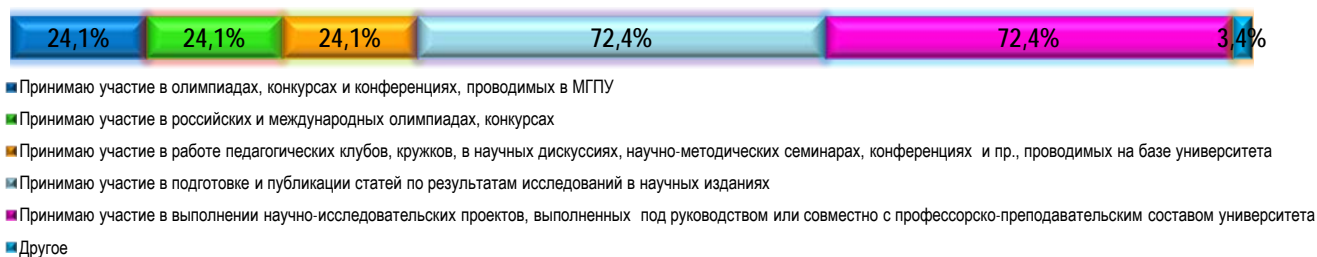 24,1% 24,1% 24,1% 72,4% 72,4% 3,4%
Принимаю участие в олимпиадах, конкурсах и конференциях, проводимых в МГПУ
Принимаю участие в российских и международных олимпиадах, конкурсах
Принимаю участие в работе педагогических клубов, кружков, в научных дискуссиях, научно-методических семинарах, конференциях и пр., проводимых на базе университета
Принимаю участие в подготовке и публикации статей по результатам исследований в научных изданиях
Принимаю участие в выполнении научно-исследовательских проектов, выполненных под руководством или совместно с профессорско-преподавательским составом университета
Другое